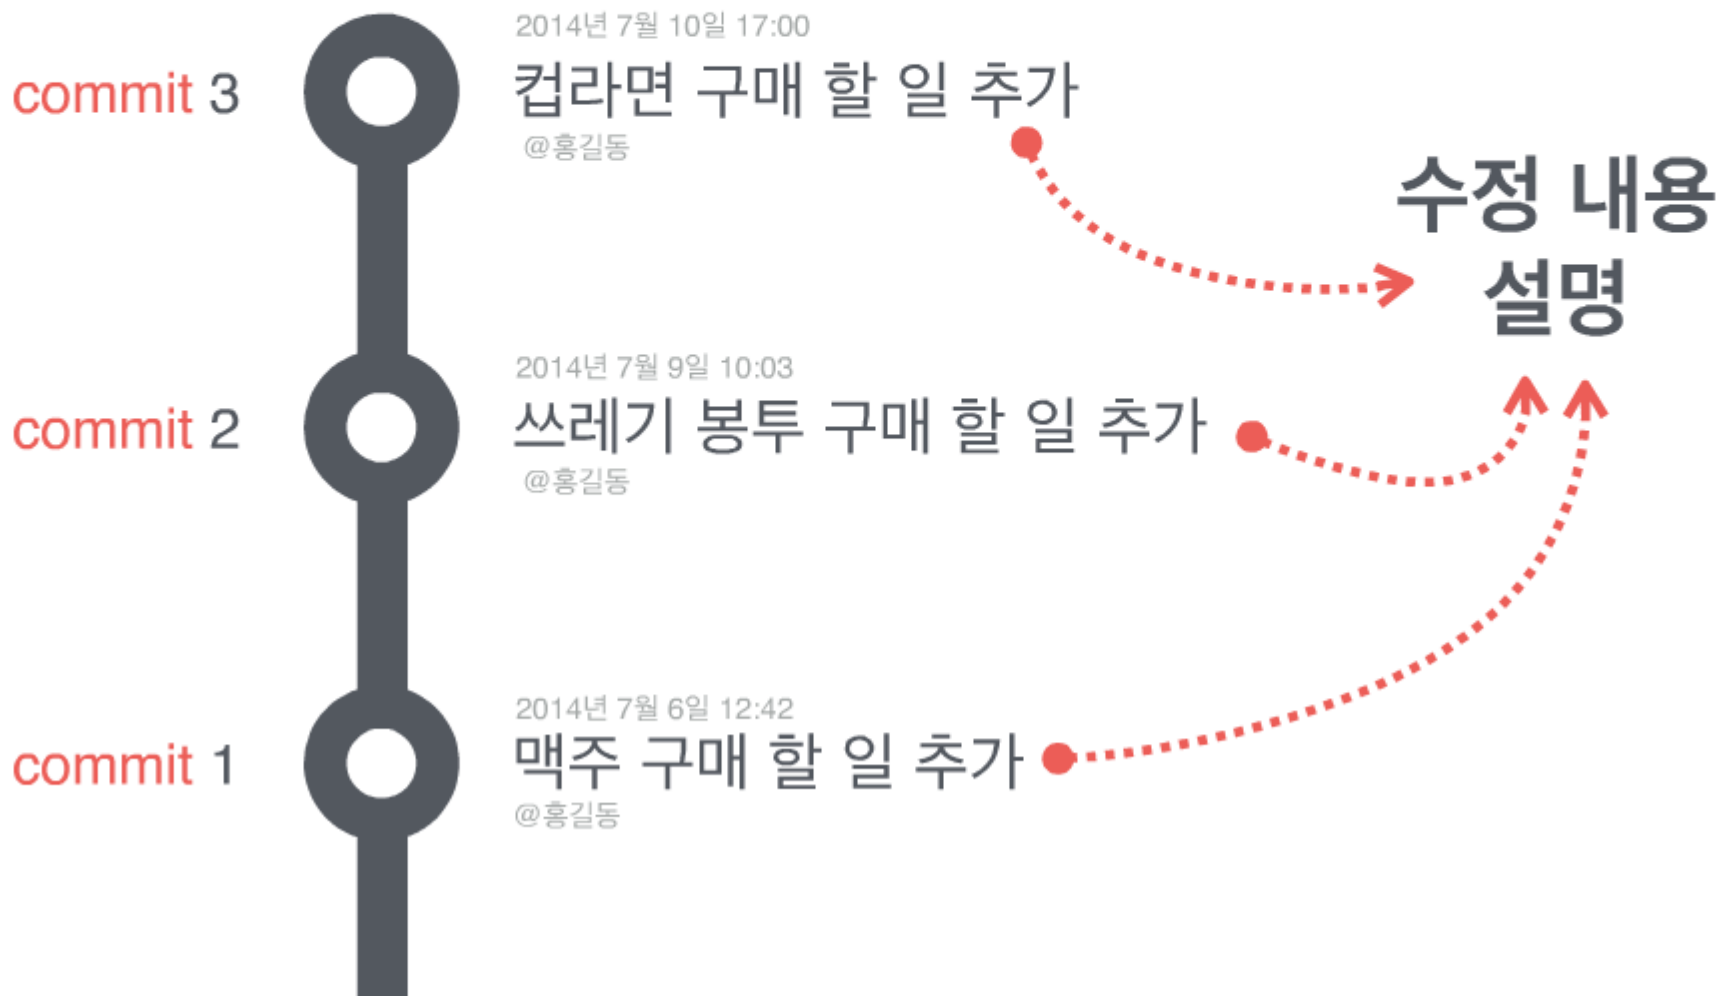 2014년 7월 10일 17:00
commit 3
컵라면 구매 할 일 추가
@홍길동
수정 내용
설명
2014년 7월 9일 10:03
commit 2
쓰레기 봉투 구매 할 일 추가
@홍길동
2014년 7월 6일 12:42
commit 1
맥주 구매 할 일 추가
@홍길동